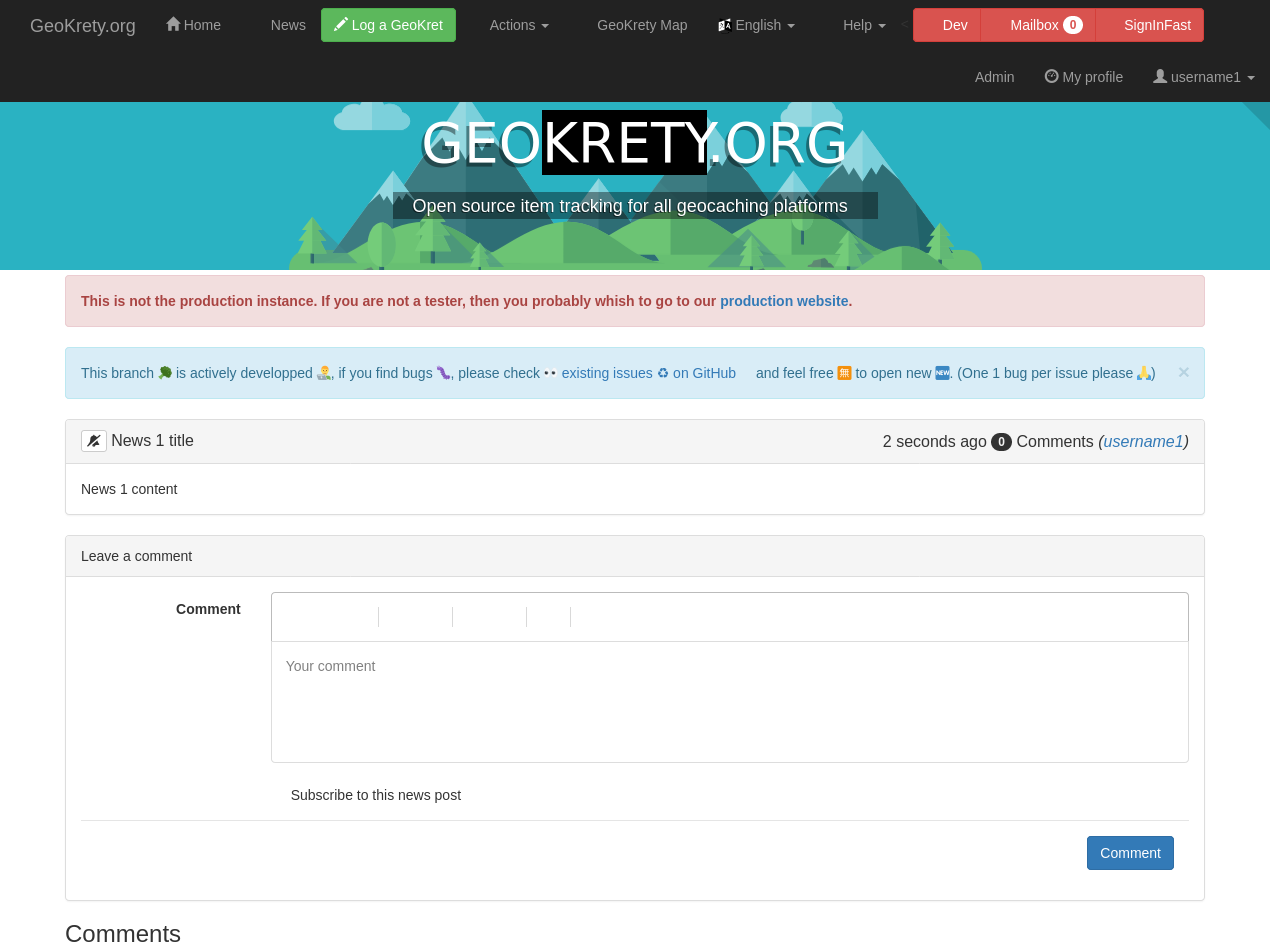 GeoKrety.org Home News Log a GeoKret Actions GeoKrety Map English Help < Dev Mailbox 0 SignInFast
Admin My profile username1
GEOKRETY.ORG
Open source item tracking for all geocaching platforms
This is not the production instance. If you are not a tester, then you probably whish to go to our production website.
This branch 🌳 is actively developped 👨‍🔬, if you find bugs 🐛, please check 👀 existing issues ♻ on GitHub and feel free 🈚 to open new 🆕. (One 1 bug per issue please 🙏) ×
News 1 title 2 seconds ago 0 Comments (username1)
News 1 content
Leave a comment
Comment
Your comment
Subscribe to this news post
Comment
Comments